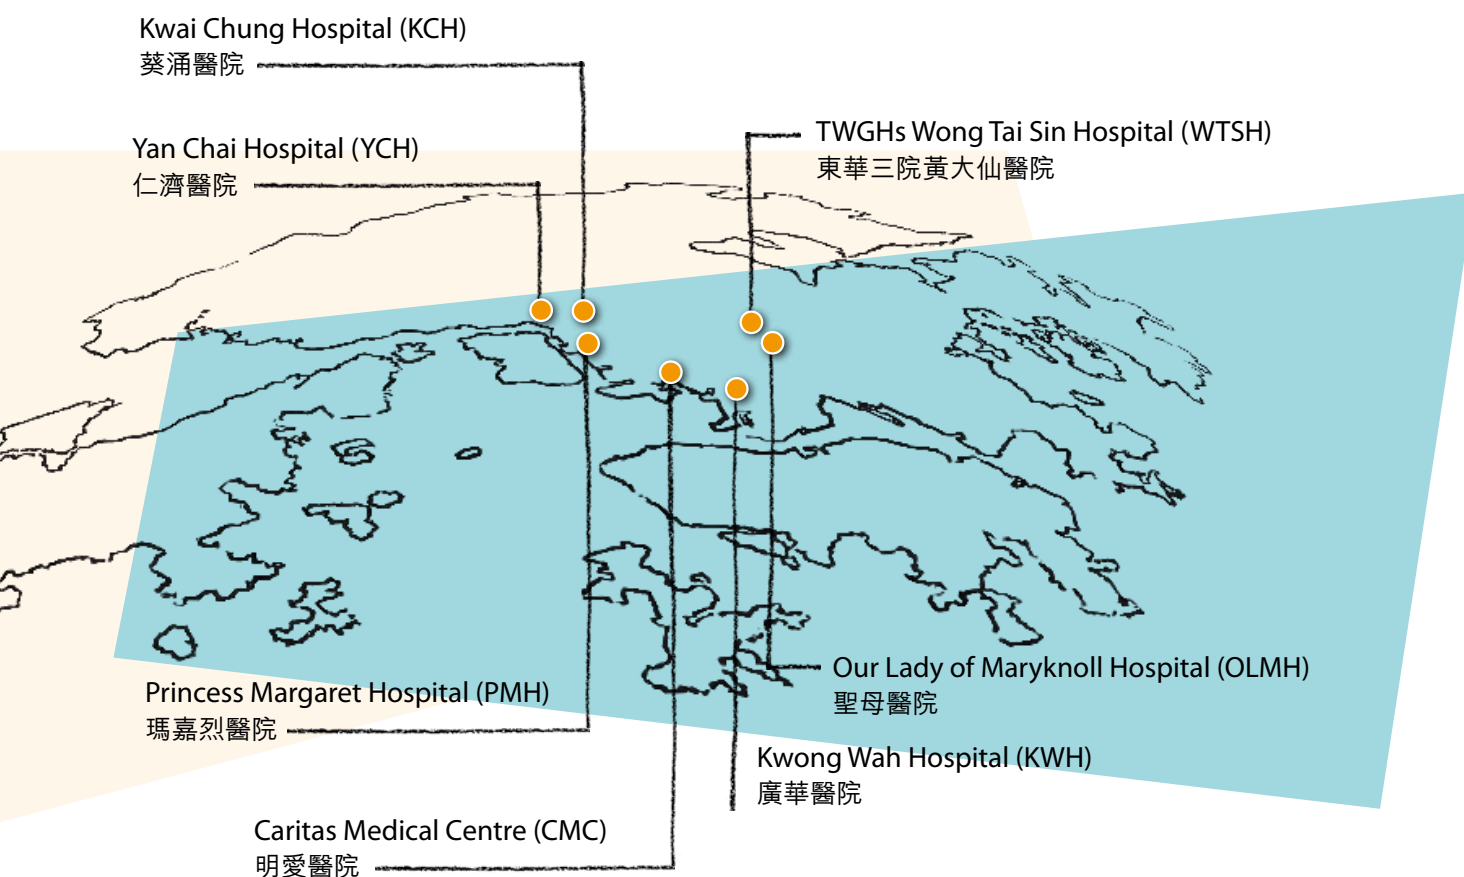 Kwai Chung Hospital (KCH)
葵涌醫院
Yan Chai Hospital (YCH)
仁濟醫院
TWGHs Wong Tai Sin Hospital (WTSH)
東華三院黃大仙醫院
Princess Margaret Hospital (PMH)
瑪嘉烈醫院
Our Lady of Maryknoll Hospital (OLMH)
聖母醫院
Kwong Wah Hospital (KWH)
廣華醫院
Caritas Medical Centre (CMC)
明愛醫院